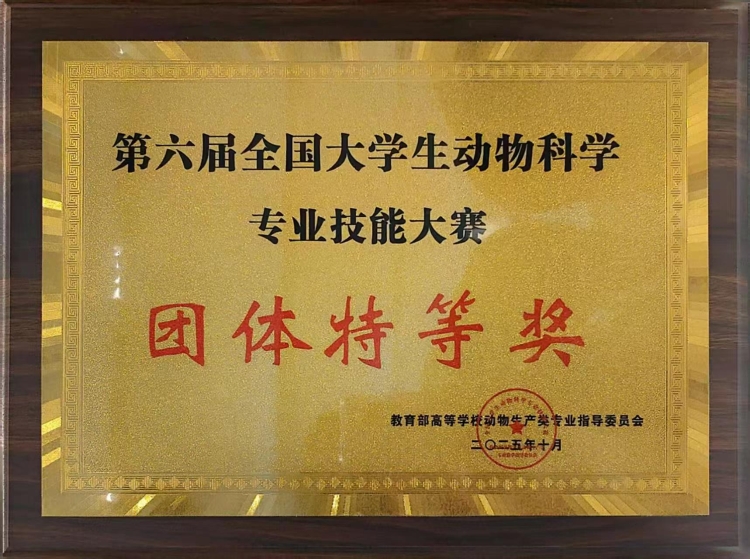 第六届全国大学生动物科学
专业技能大赛
团体特等奖
教育部高等学校动物生产类专业指导委员会
二〇二五年十月